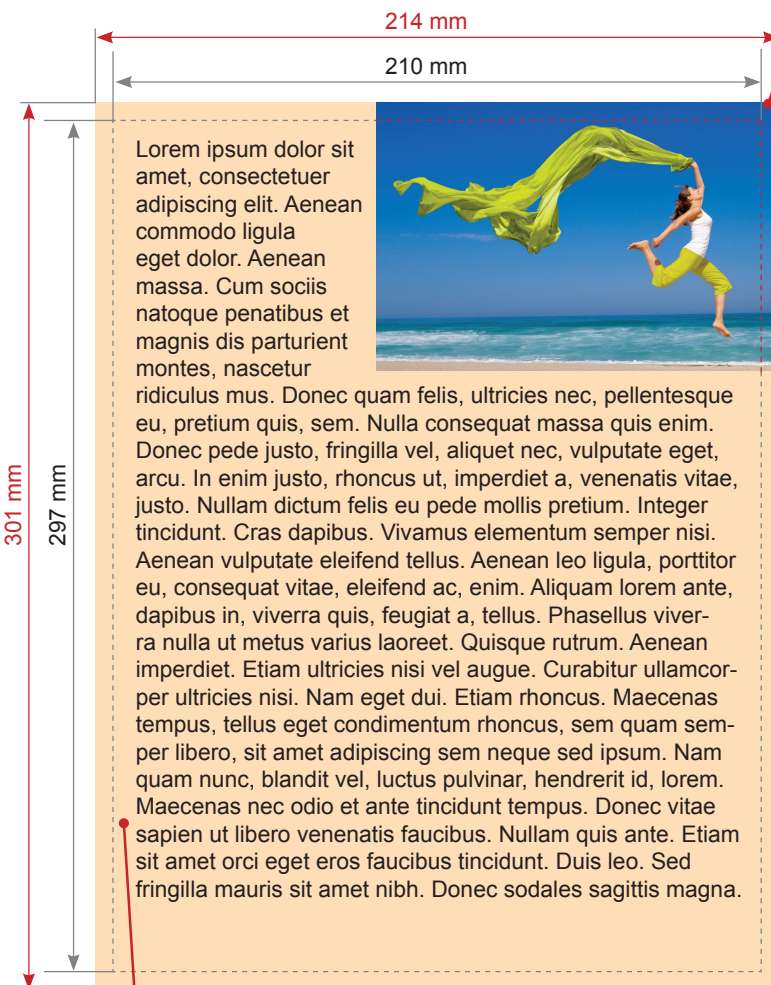 214 mm
210 mm
301 mm
297 mm
Lorem ipsum dolor sit
amet, consectetuer
adipiscing elit. Aenean
commodo ligula
eget dolor. Aenean
massa. Cum sociis
natoque penatibus et
magnis dis parturient
montes, nascetur
ridiculus mus. Donec quam felis, ultricies nec, pellentesque
eu, pretium quis, sem. Nulla consequat massa quis enim.
Donec pede justo, fringilla vel, aliquet nec, vulputate eget,
arcu. In enim justo, rhoncus ut, imperdiet a, venenatis vitae,
justo. Nullam dictum felis eu pede mollis pretium. Integer
tincidunt. Cras dapibus. Vivamus elementum semper nisi.
Aenean vulputate eleifend tellus. Aenean leo ligula, porttitor
eu, consequat vitae, eleifend ac, enim. Aliquam lorem ante,
dapibus in, viverra quis, feugiat a, tellus. Phasellus viver-
ra nulla ut metus varius laoreet. Quisque rutrum. Aenean
imperdiet. Etiam ultricies nisi vel augue. Curabitur ullamcor-
per ultricies nisi. Nam eget dui. Etiam rhoncus. Maecenas
tempus, tellus eget condimentum rhoncus, sem quam sem-
per libero, sit amet adipiscing sem neque sed ipsum. Nam
quam nunc, blandit vel, luctus pulvinar, hendrerit id, lorem.
Maecenas nec odio et ante tincidunt tempus. Donec vitae
sapien ut libero venenatis faucibus. Nullam quis ante. Etiam
sit amet orci eget eros faucibus tincidunt. Duis leo. Sed
fringilla mauris sit amet nibh. Donec sodales sagittis magna.